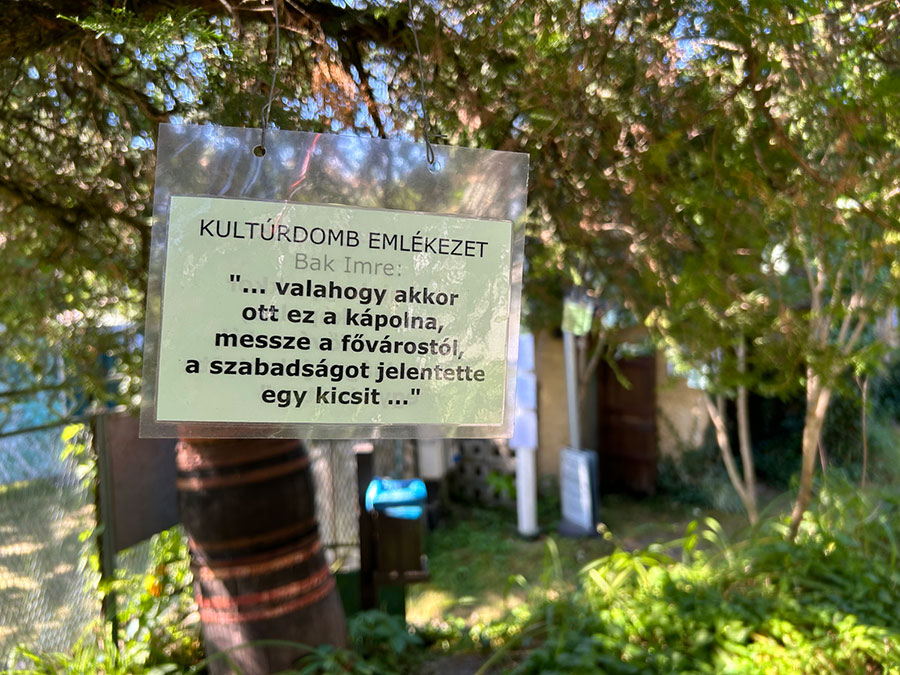 KULTÚRDOMB EMLÉKEZET
Bak Imre:
"... valahogy akkor
ott ez a kápolna,
messze a fővárostól,
a szabadságot jelentette
egy kicsit ..."